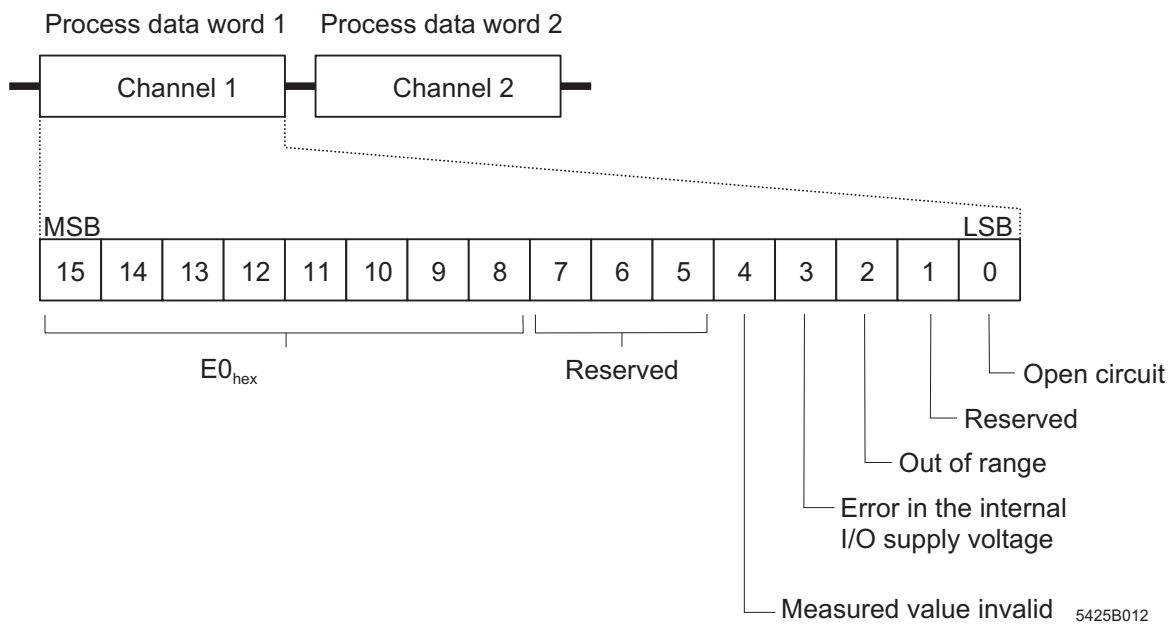 Process data word 1 Process data word 2
Channel 1 Channel 2
MSB LSB
15 14 13 12 11 10 9 8 7 6 5 4 3 2 1 0
E0hex Reserved
Open circuit
Reserved
Out of range
Error in the internal
I/O supply voltage
Measured value invalid 5425B012